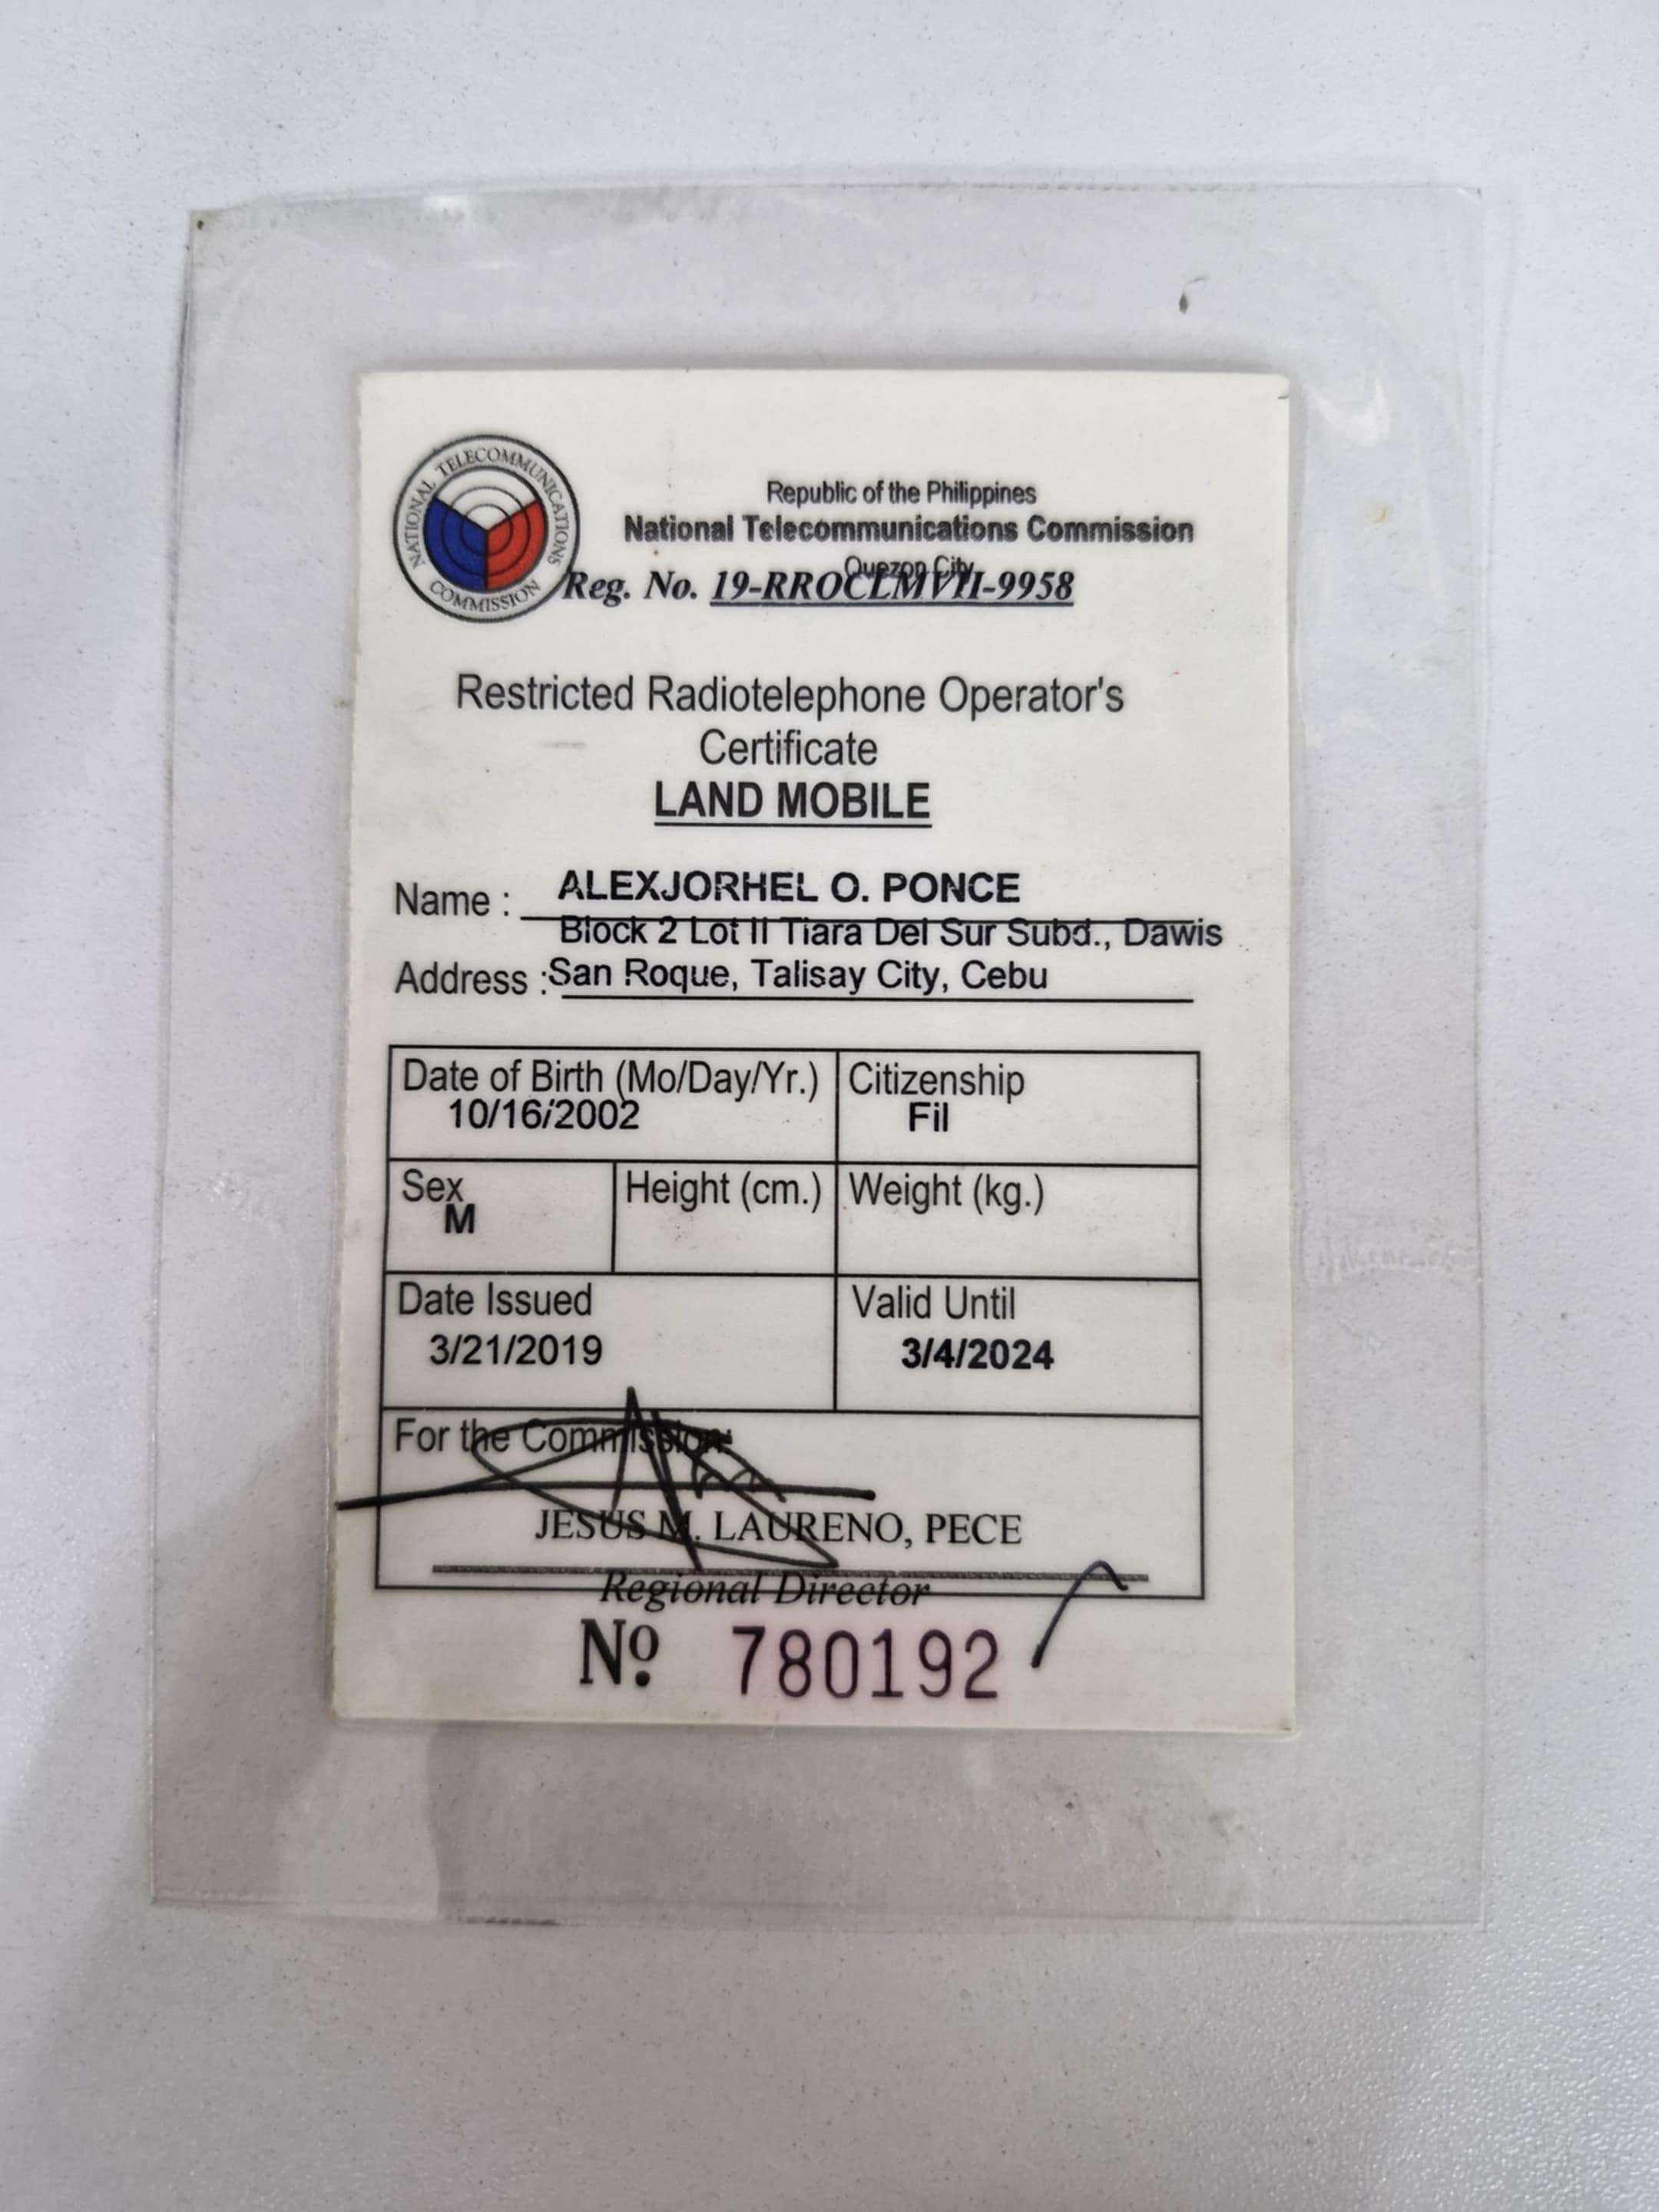 NATIONAL TELECOMMUNICATIONS COMMISSION
Republic of the Philippines
National Telecommunications Commission
Quezon City
Reg. No. 19-RROCLMVII-9958
Restricted Radiotelephone Operator's
Certificate
LAND MOBILE
Name : ALEXJORHEL O. PONCE
Block 2 Lot II Tiara Del Sur Subd., Dawis
Address : San Roque, Talisay City, Cebu
Date of Birth (Mo/Day/Yr.) Citizenship
10/16/2002 Fil
Sex Height (cm.) Weight (kg.)
M
Date Issued Valid Until
3/21/2019 3/4/2024
For the Commission:
JESUS M. LAURENO, PECE
Regional Director
Nº 780192